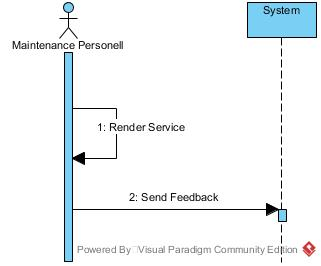 System
Maintenance Personell
1: Render Service
2: Send Feedback
Powered By Visual Paradigm Community Edition